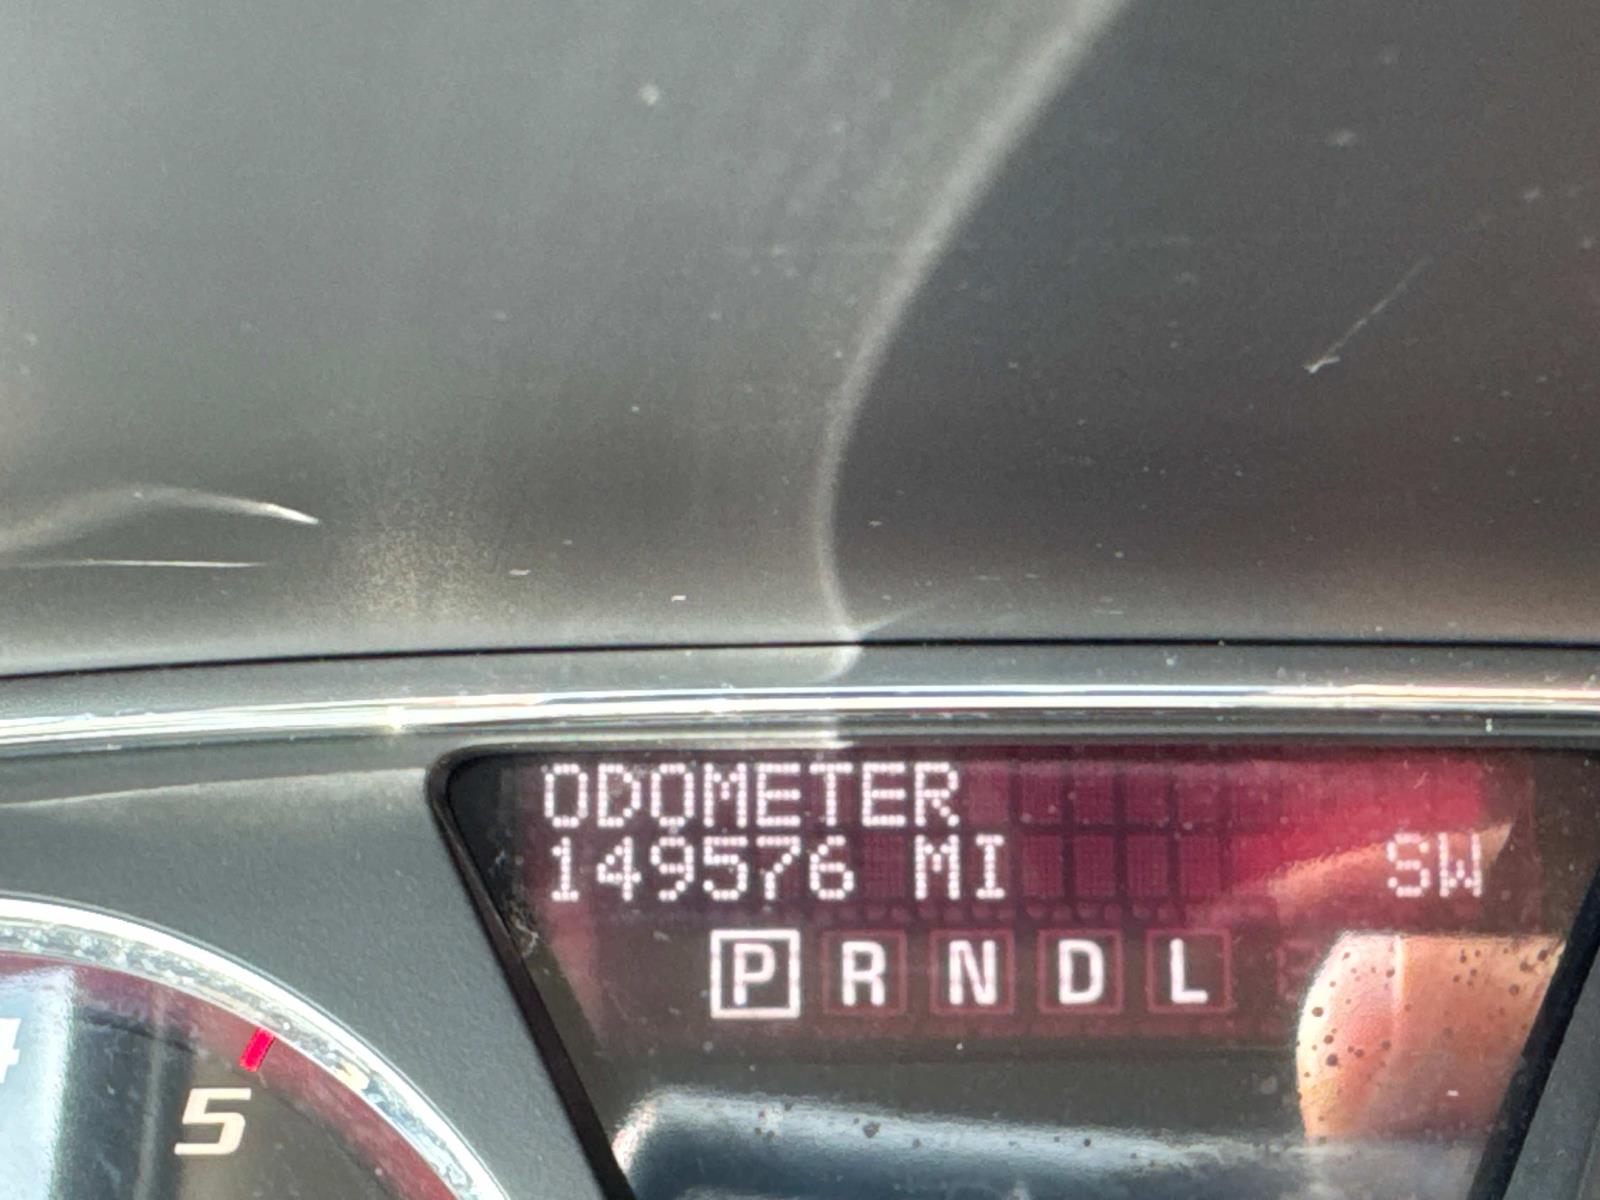 ODOMETER
149576 MI SW
P R N D L
5